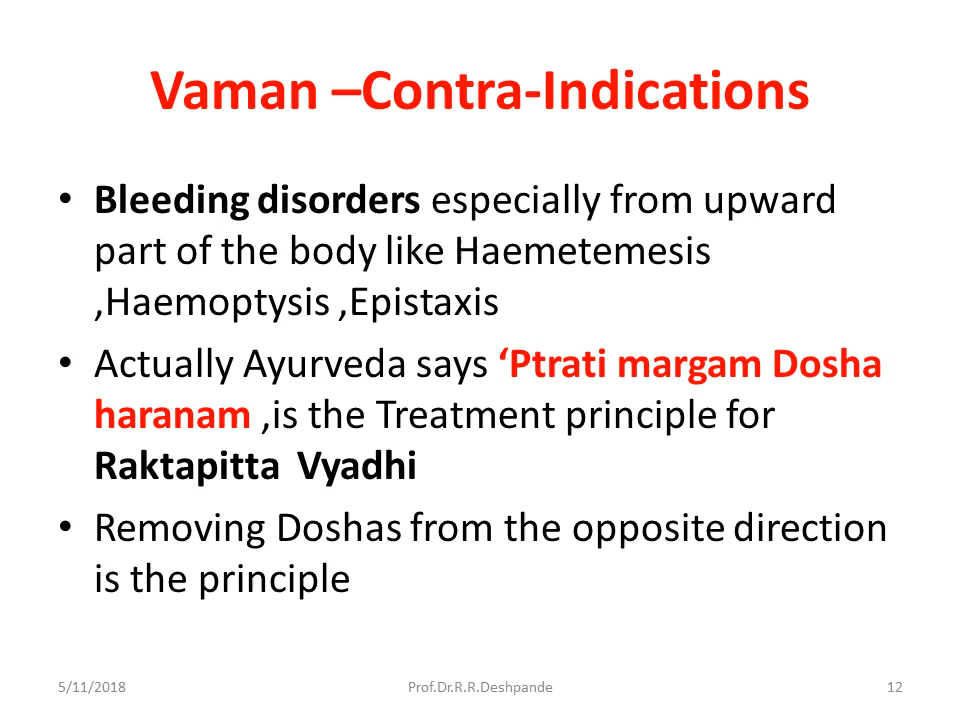 Vaman –Contra-Indications
• Bleeding disorders especially from upward
part of the body like Haemetemesis
,Haemoptysis ,Epistaxis
• Actually Ayurveda says ‘Ptrati margam Dosha
haranam ,is the Treatment principle for
Raktapitta Vyadhi
• Removing Doshas from the opposite direction
is the principle
5/11/2018 Prof.Dr.R.R.Deshpande 12